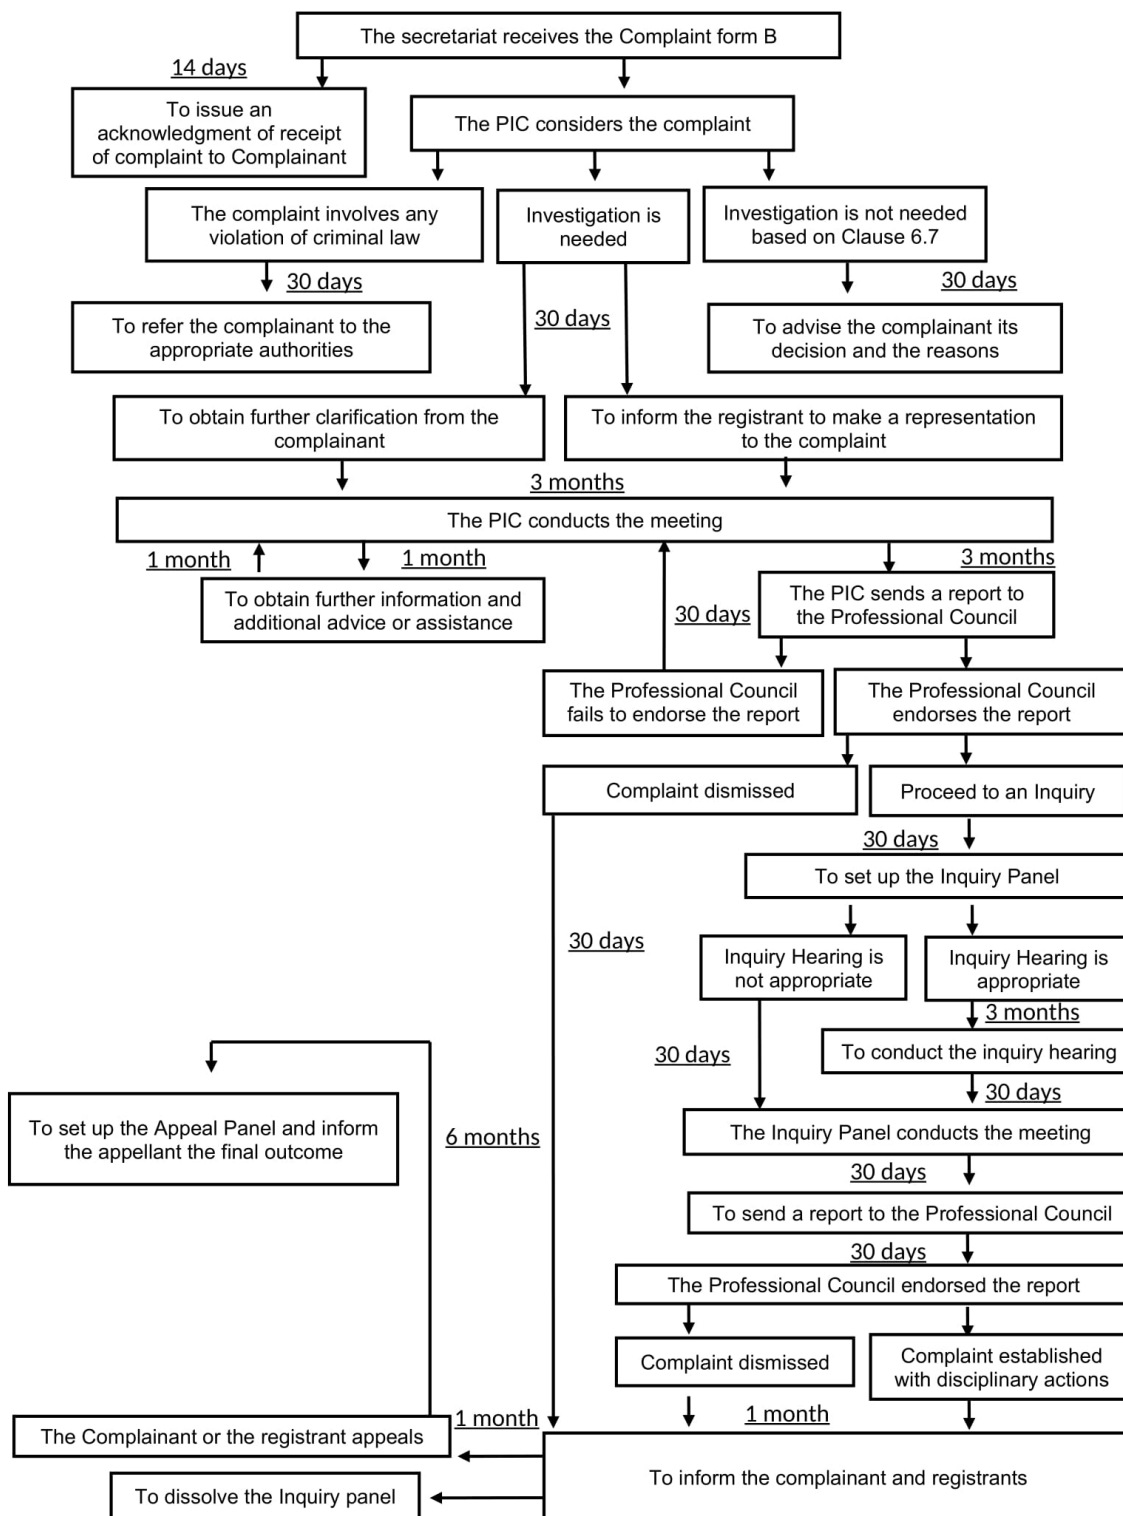 The secretariat receives the Complaint form B
14 days
To issue an
acknowledgment of receipt
of complaint to Complainant
The PIC considers the complaint
The complaint involves any
violation of criminal law
Investigation is
needed
Investigation is not needed
based on Clause 6.7
30 days
30 days
30 days
To refer the complainant to the
appropriate authorities
To advise the complainant its
decision and the reasons
To obtain further clarification from the
complainant
To inform the registrant to make a representation
to the complaint
3 months
The PIC conducts the meeting
1 month
1 month
3 months
To obtain further information and
additional advice or assistance
30 days
The PIC sends a report to
the Professional Council
The Professional Council
fails to endorse the report
The Professional Council
endorses the report
Complaint dismissed
Proceed to an Inquiry
30 days
To set up the Inquiry Panel
30 days
Inquiry Hearing is
not appropriate
Inquiry Hearing is
appropriate
3 months
To conduct the inquiry hearing
30 days
30 days
To set up the Appeal Panel and inform
the appellant the final outcome
6 months
The Inquiry Panel conducts the meeting
30 days
To send a report to the Professional Council
30 days
The Professional Council endorsed the report
Complaint dismissed
Complaint established
with disciplinary actions
1 month
1 month
The Complainant or the registrant appeals
To inform the complainant and registrants
To dissolve the Inquiry panel